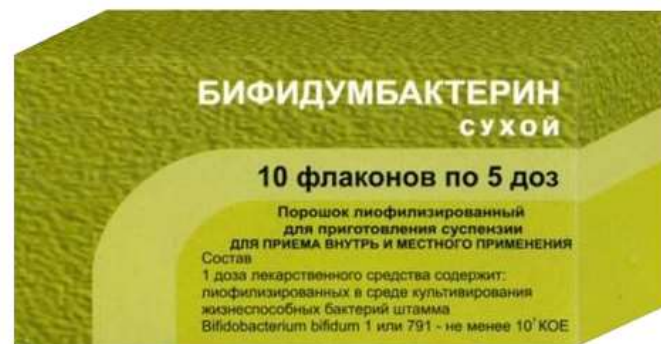 БИФИДУМБАКТЕРИН
СУХОЙ
10 флаконов по 5 доз
Порошок лиофилизированный
для приготовления суспензии
ДЛЯ ПРИЕМА ВНУТРЬ И МЕСТНОГО ПРИМЕНЕНИЯ
Состав
1 доза лекарственного средства содержит:
лиофилизированных в среде культивирования
жизнеспособных бактерий штамма
Bifidobacterium bifidum 1 или 791 - не менее 10⁷ КОЕ